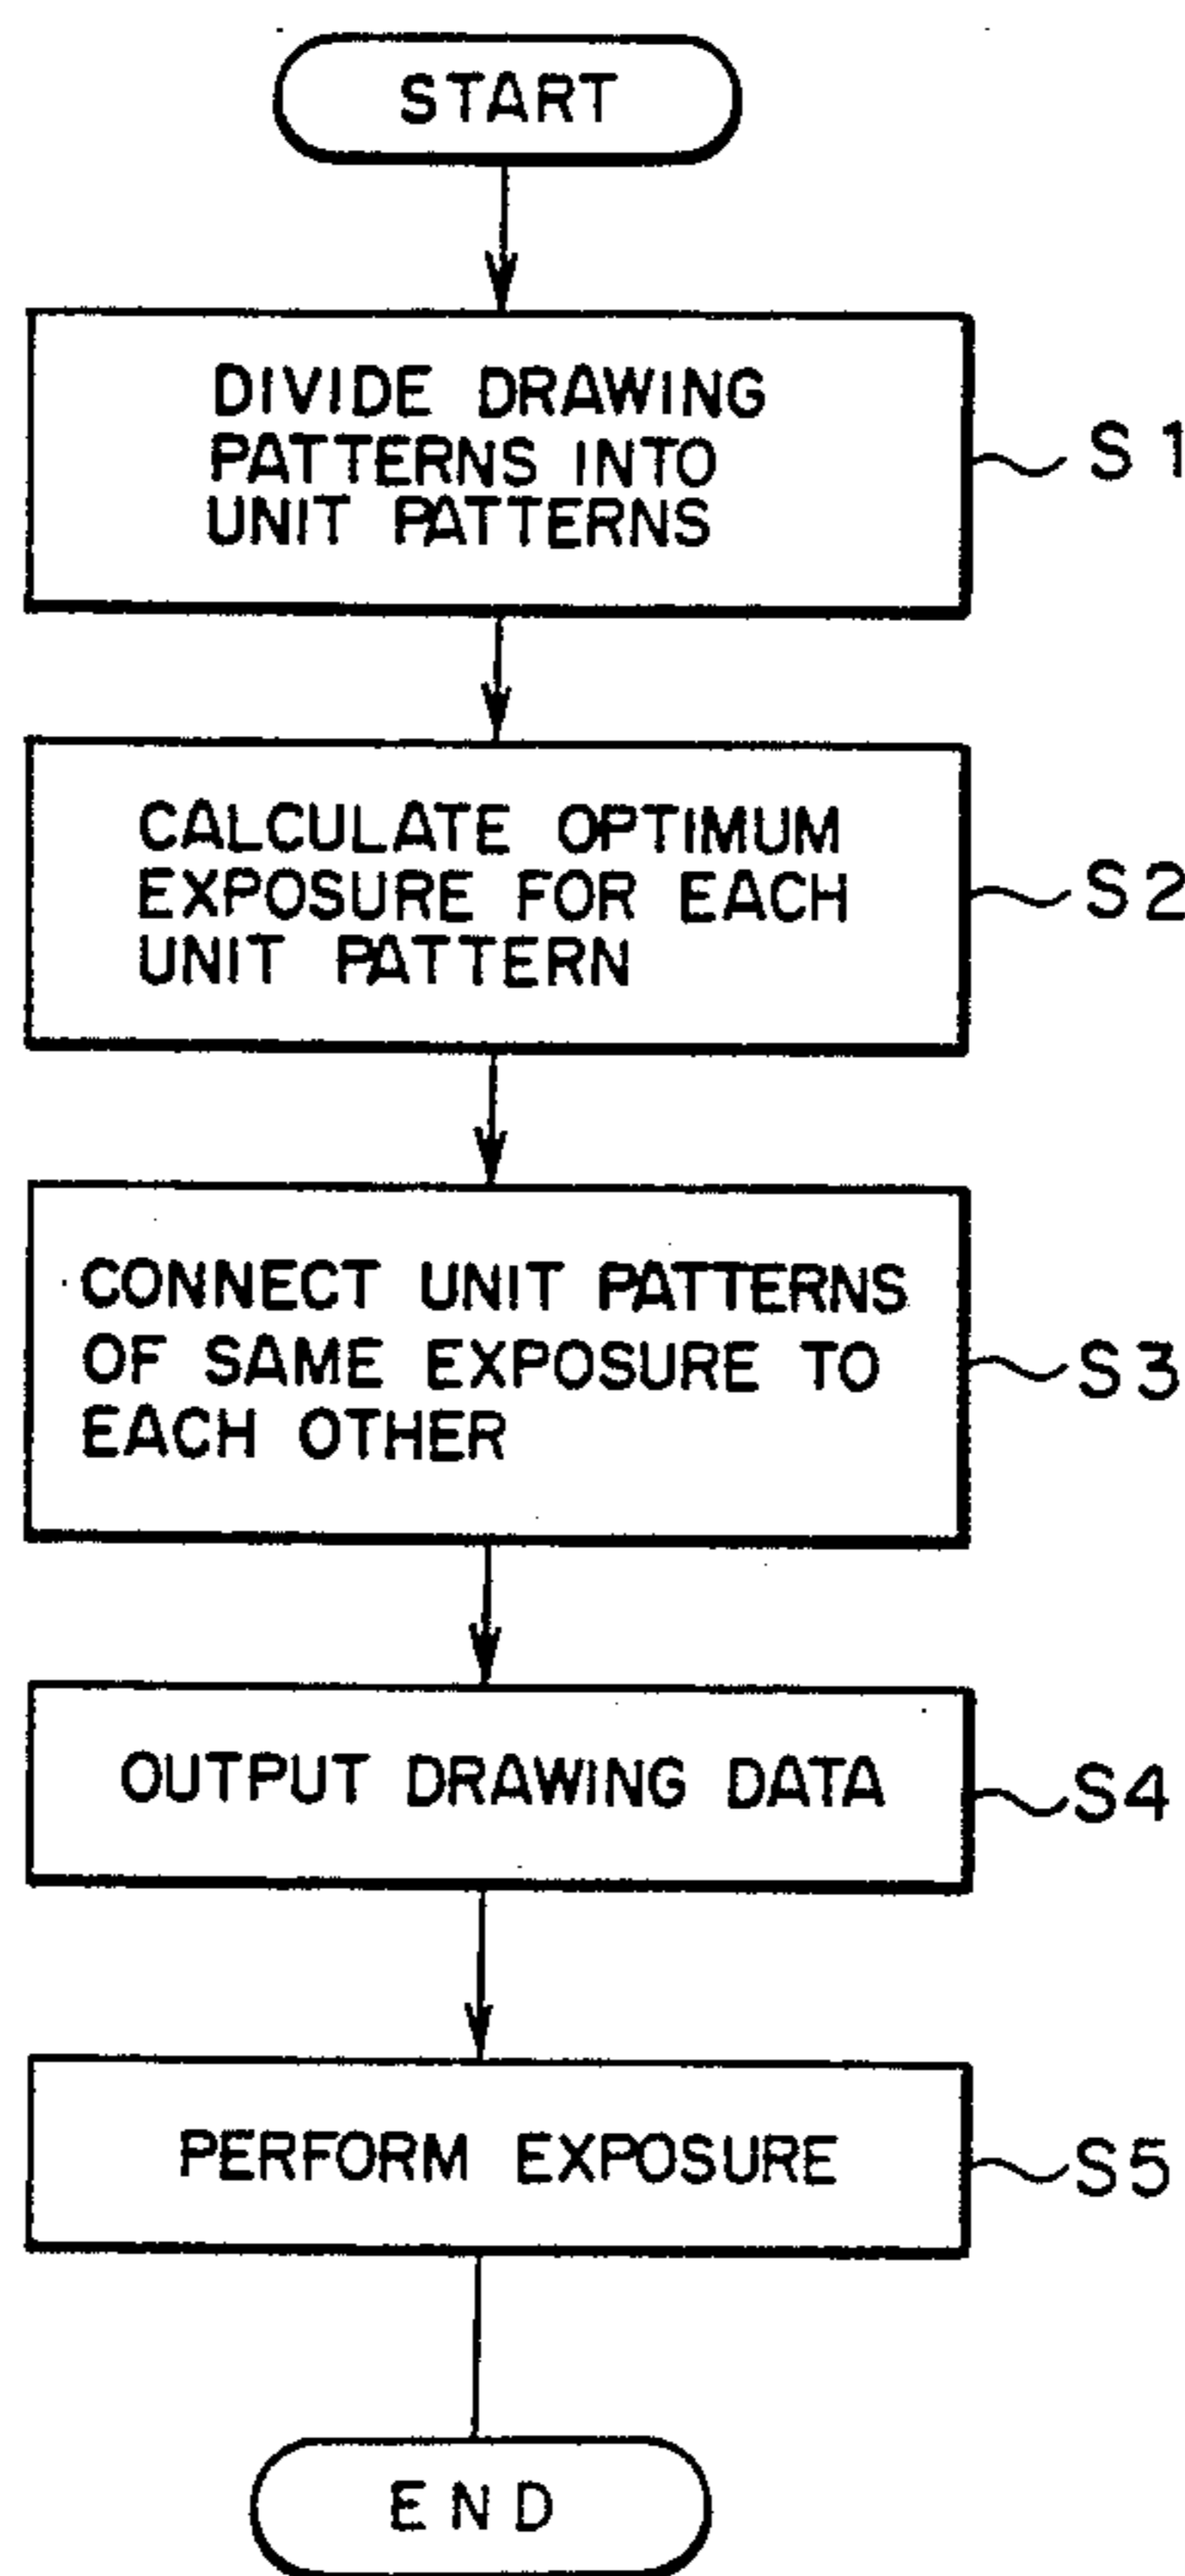 START
DIVIDE DRAWING
PATTERNS INTO
UNIT PATTERNS
S1
CALCULATE OPTIMUM
EXPOSURE FOR EACH
UNIT PATTERN
S2
CONNECT UNIT PATTERNS
OF SAME EXPOSURE TO
EACH OTHER
S3
OUTPUT DRAWING DATA
S4
PERFORM EXPOSURE
S5
END